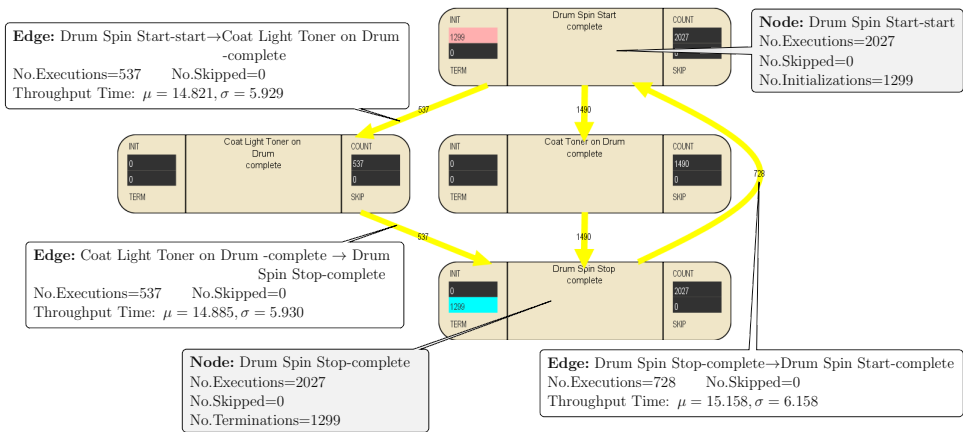 Edge: Drum Spin Start-start→Coat Light Toner on Drum
-complete
No.Executions=537 No.Skipped=0
Throughput Time: μ = 14.821, σ = 5.929
INIT
1299
0
TERM
Drum Spin Start
complete
COUNT
2027
0
SKIP
Node: Drum Spin Start-start
No.Executions=2027
No.Skipped=0
No.Initializations=1299
537
1490
INIT
0
0
TERM
Coat Light Toner on
Drum
complete
COUNT
537
0
SKIP
INIT
0
0
TERM
Coat Toner on Drum
complete
COUNT
1490
0
SKIP
728
537
1490
Edge: Coat Light Toner on Drum -complete → Drum
Spin Stop-complete
No.Executions=537 No.Skipped=0
Throughput Time: μ = 14.885, σ = 5.930
INIT
0
1299
TERM
Drum Spin Stop
complete
COUNT
2027
0
SKIP
Node: Drum Spin Stop-complete
No.Executions=2027
No.Skipped=0
No.Terminations=1299
Edge: Drum Spin Stop-complete→Drum Spin Start-complete
No.Executions=728 No.Skipped=0
Throughput Time: μ = 15.158, σ = 6.158